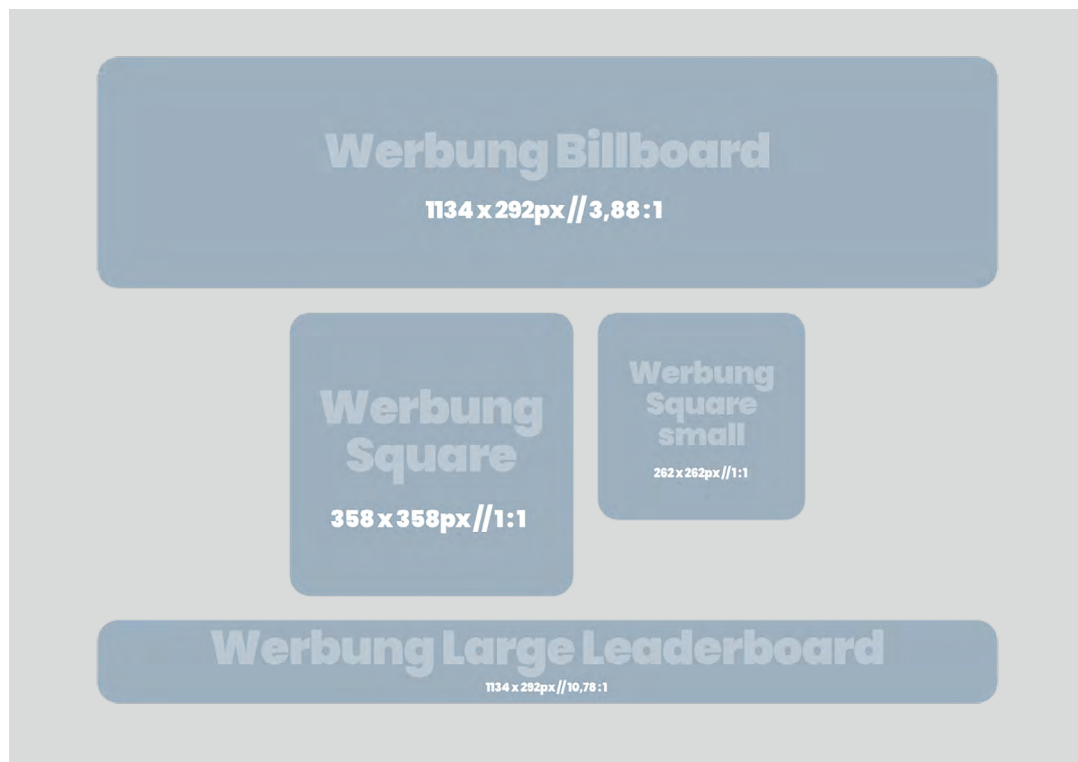 Werbung Billboard
1134 x 292px // 3,88 : 1
Werbung
Square
358 x 358px // 1 : 1
Werbung
Square
small
262 x 262px // 1 : 1
Werbung Large Leaderboard
1134 x 292px // 10,78 : 1